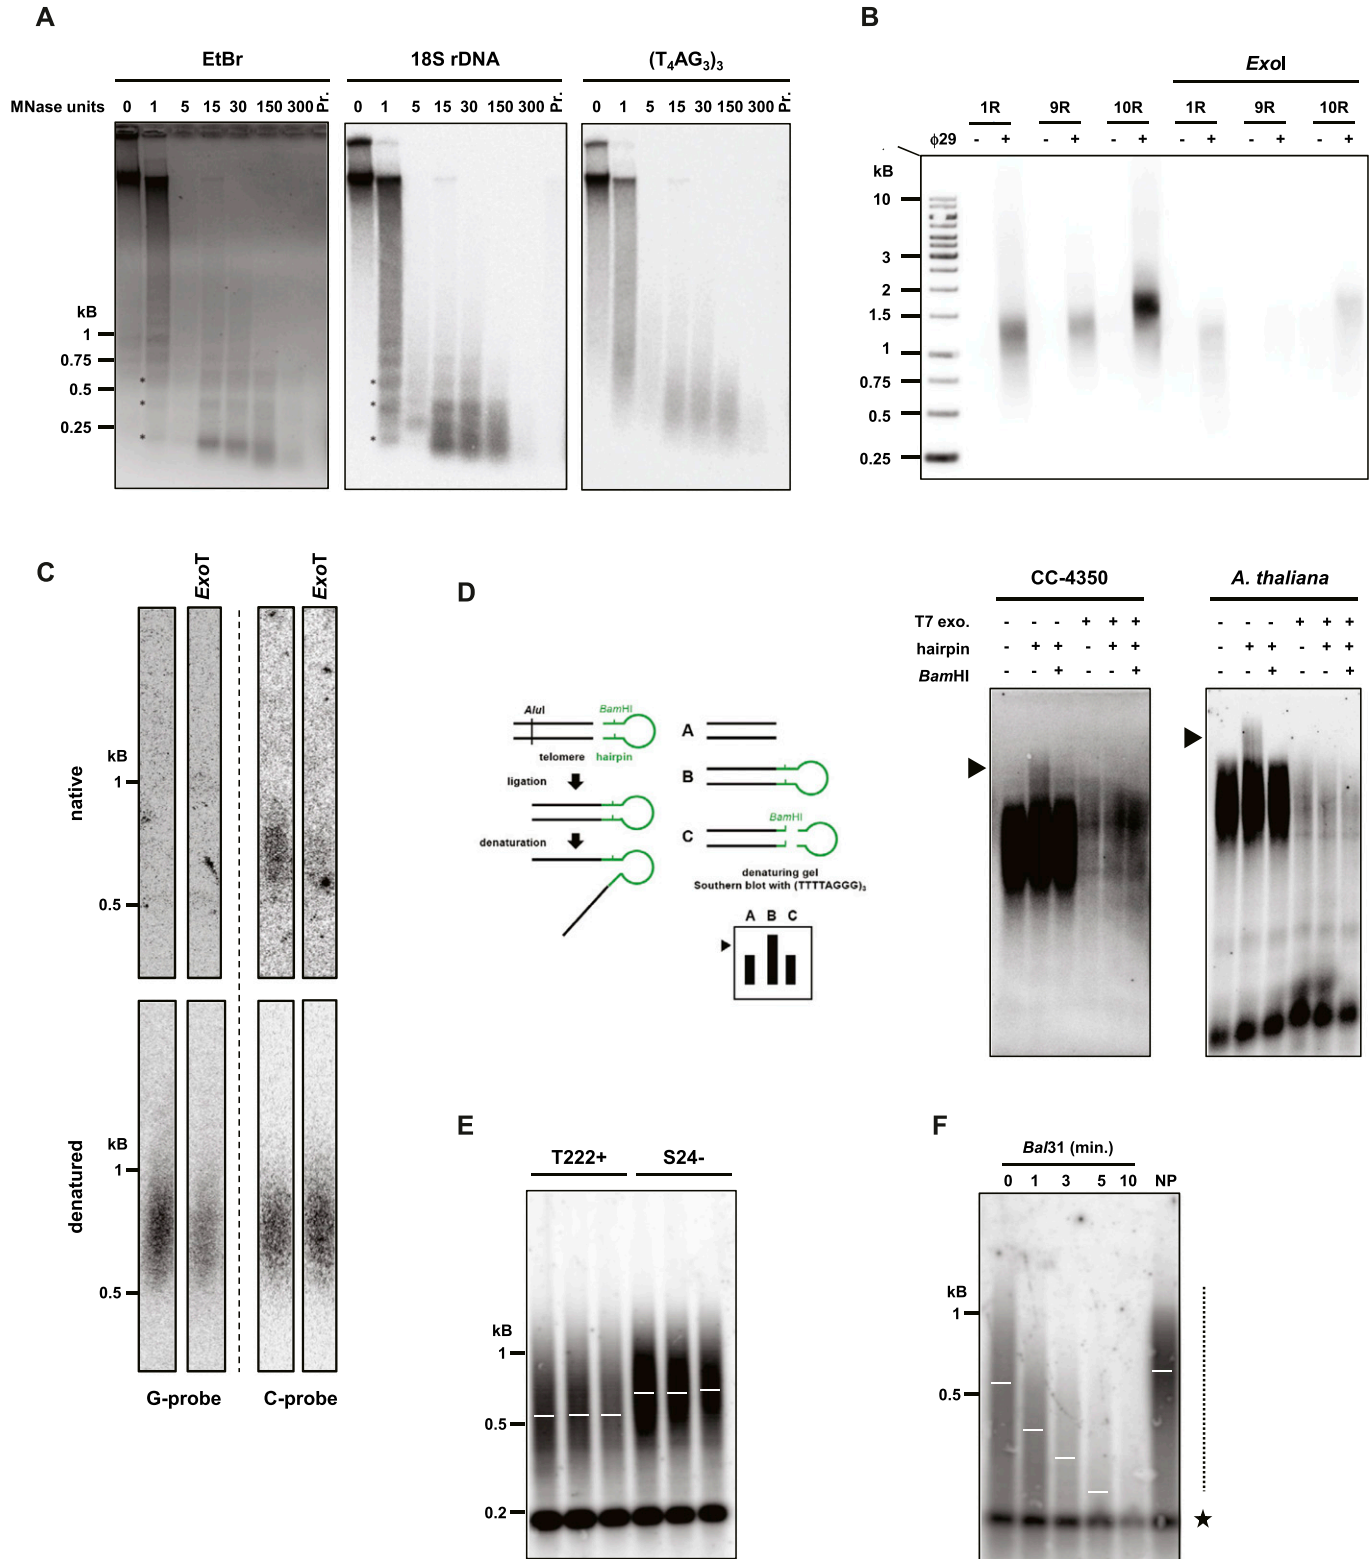 A
EtBr
18S rDNA
(T4AG3)3
MNase units 0 1 5 15 30 150 300 Pr.
0 1 5 15 30 150 300 Pr.
0 1 5 15 30 150 300 Pr.
kB
1
0.75
0.5
0.25
*
*
*
*
*
*
B
ExoI
1R 9R 10R 1R 9R 10R
ϕ29 - + - + - + - + - + - +
kB
10
3
2
1.5
1
0.75
0.5
0.25
C
ExoT
ExoT
native
kB
1
0.5
denatured
kB
1
0.5
G-probe C-probe
D
AluI
BamHI
telomere hairpin
ligation
denaturation
A
B
BamHI
C
denaturing gel
Southern blot with (TTTTAGGG)3
A B C
CC-4350
A. thaliana
T7 exo. - - - + + + - - - + + +
hairpin - + + - + + - + + - + +
BamHI - + + - + +
E
T222+ S24-
kB
1
0.5
0.2
F
Bal31 (min.)
0 1 3 5 10 NP
kB
1
0.5